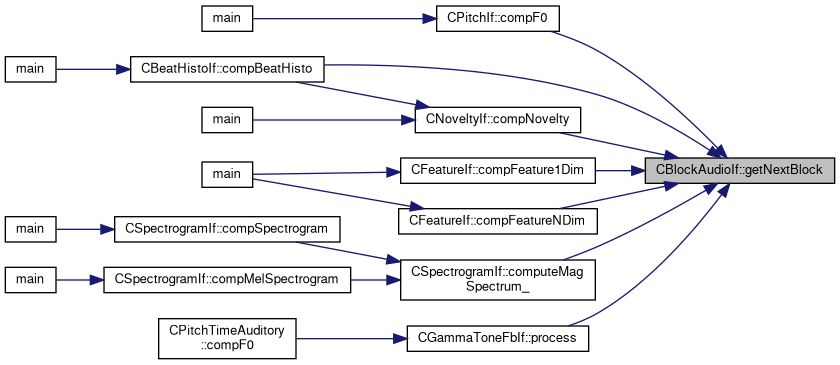 main
CPitchIf::compF0
main
CBeatHistoIf::compBeatHisto
main
CNoveltyIf::compNovelty
CBlockAudioIf::getNextBlock
main
CFeatureIf::compFeature1Dim
CFeatureIf::compFeatureNDim
main
CSpectrogramIf::compSpectrogram
main
CSpectrogramIf::compMelSpectrogram
CSpectrogramIf::computeMag
Spectrum_
CPitchTimeAuditory
::compF0
CGammaToneFbIf::process